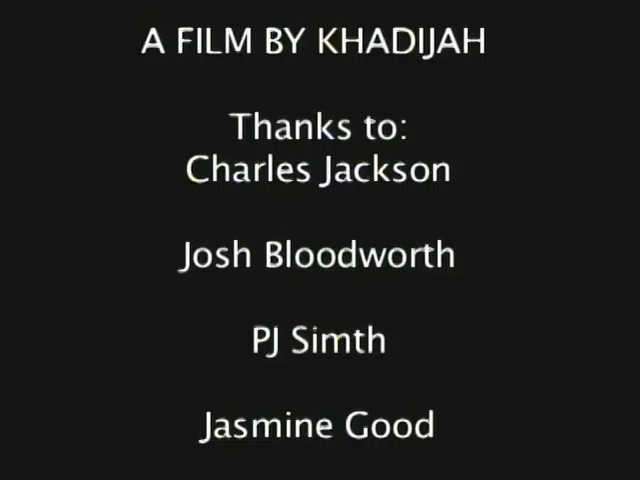 A FILM BY KHADIJAH
Thanks to:
Charles Jackson
Josh Bloodworth
PJ Simth
Jasmine Good